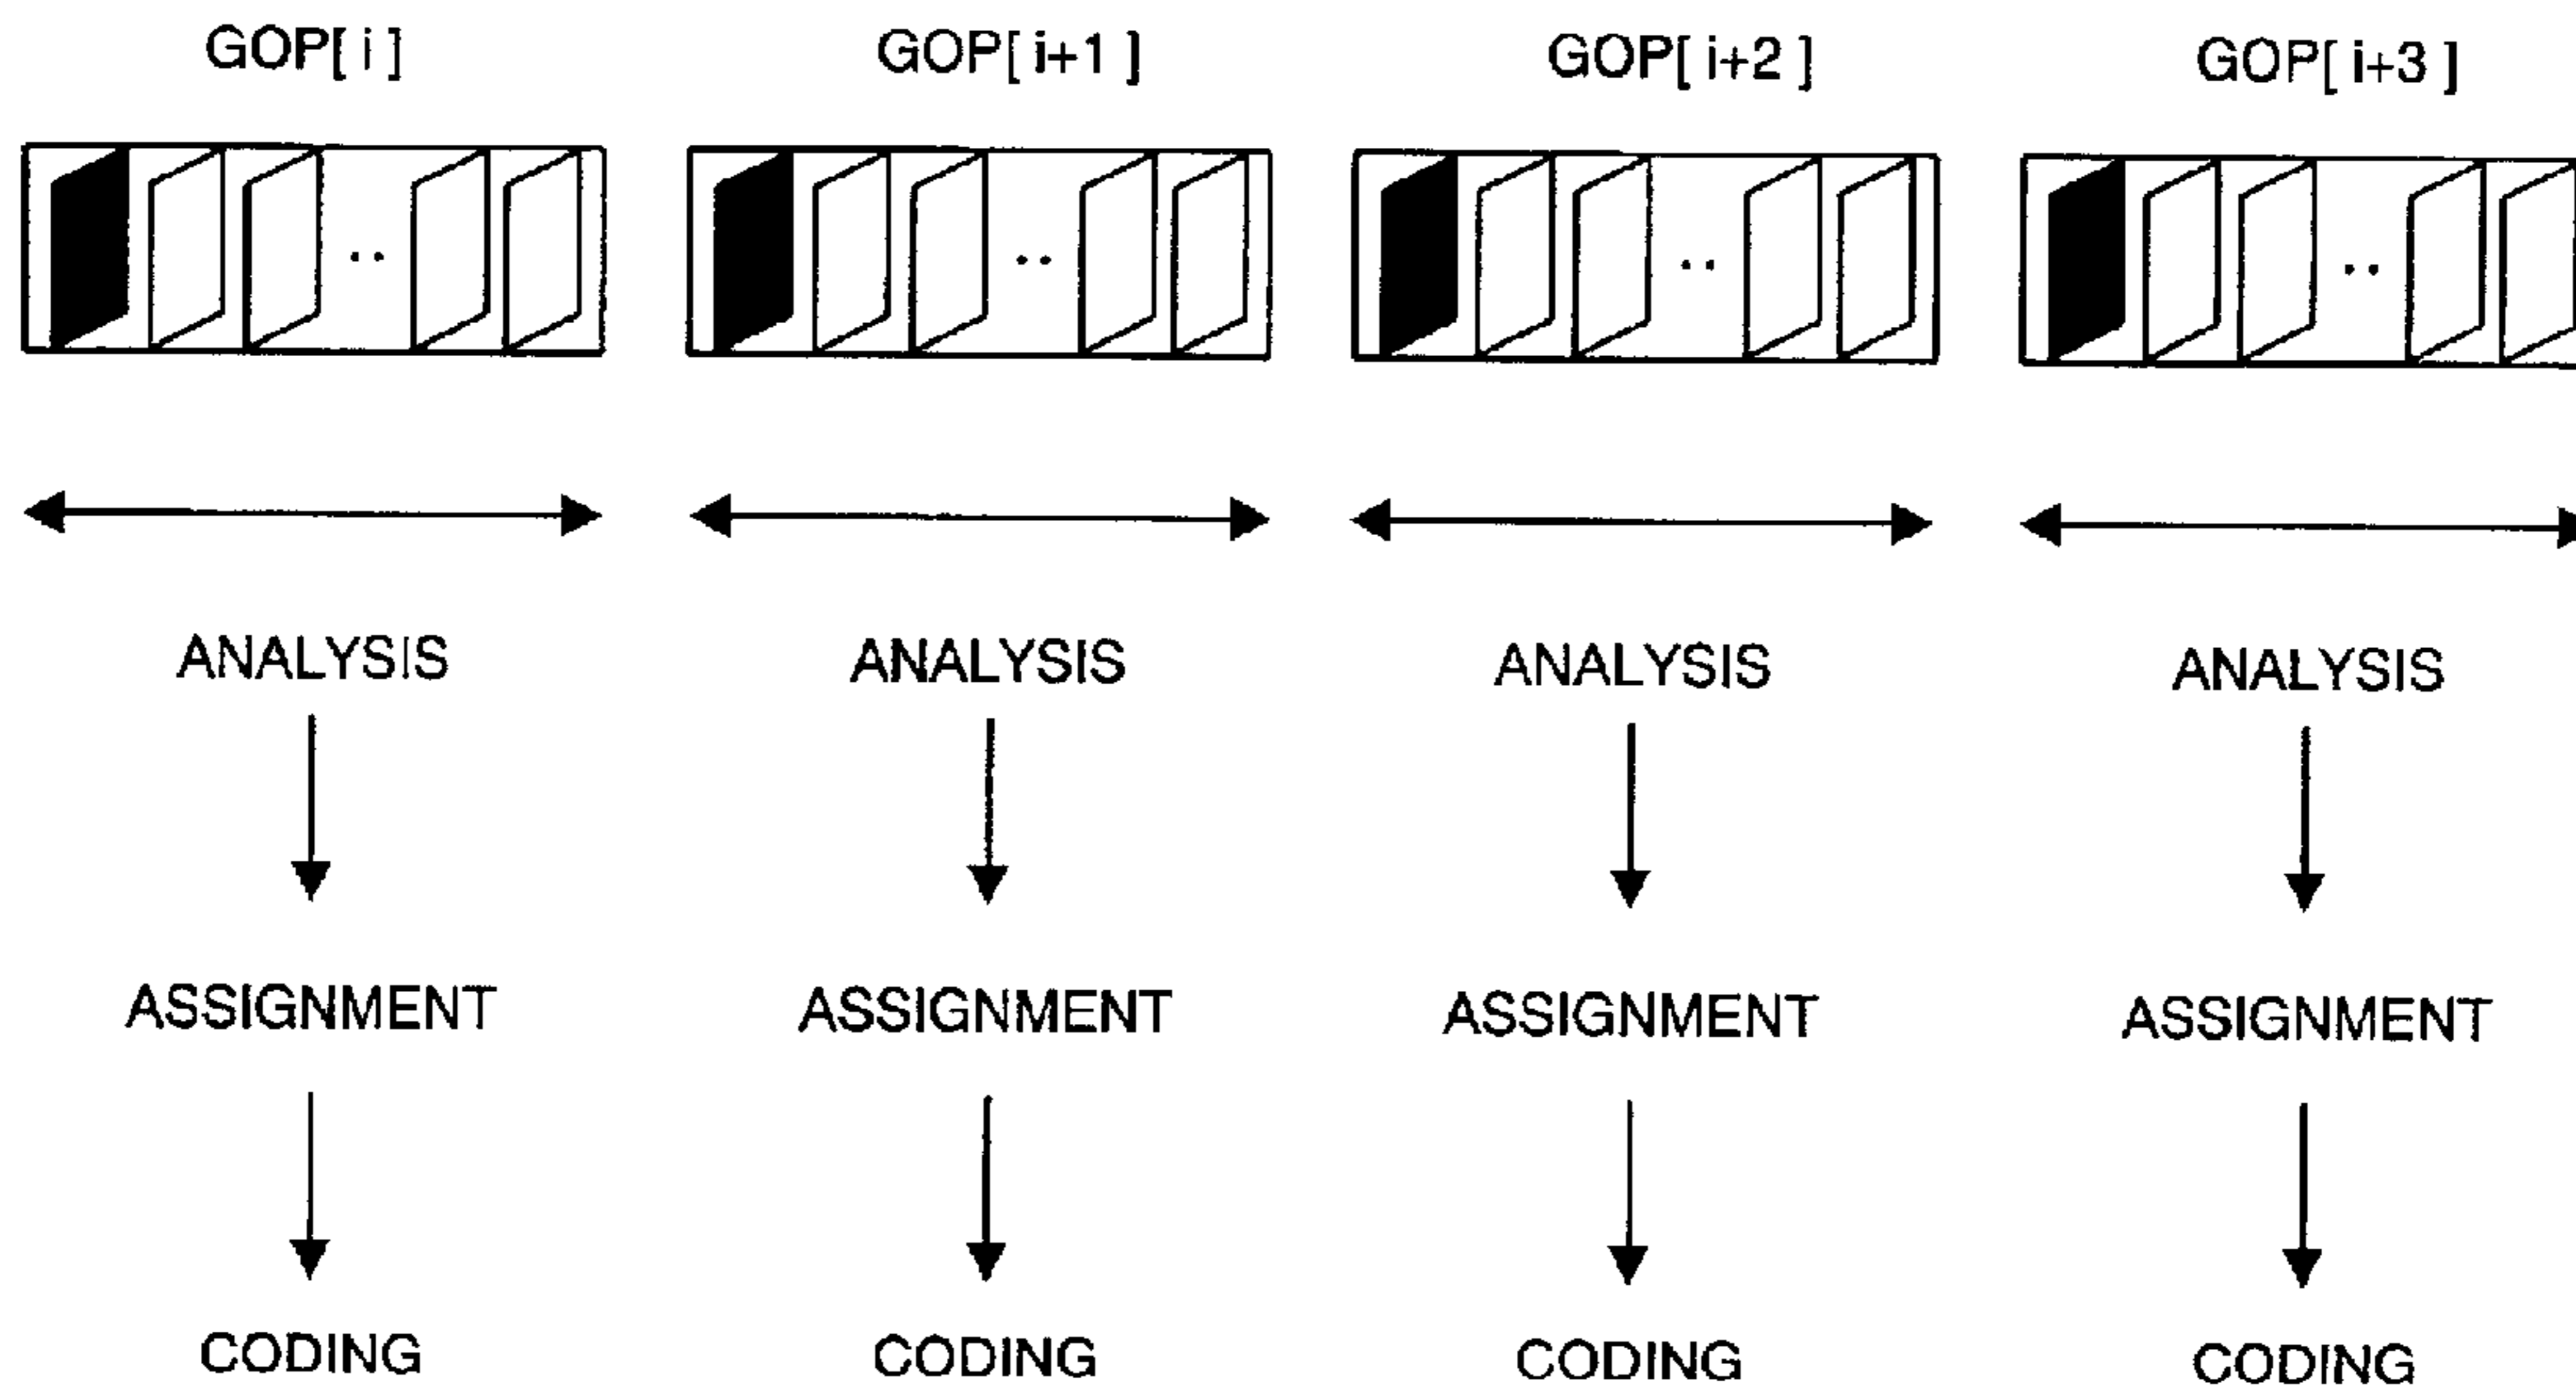 GOP[ i ] GOP[ i+1 ] GOP[ i+2 ] GOP[ i+3 ]
ANALYSIS ANALYSIS ANALYSIS ANALYSIS
ASSIGNMENT ASSIGNMENT ASSIGNMENT ASSIGNMENT
CODING CODING CODING CODING